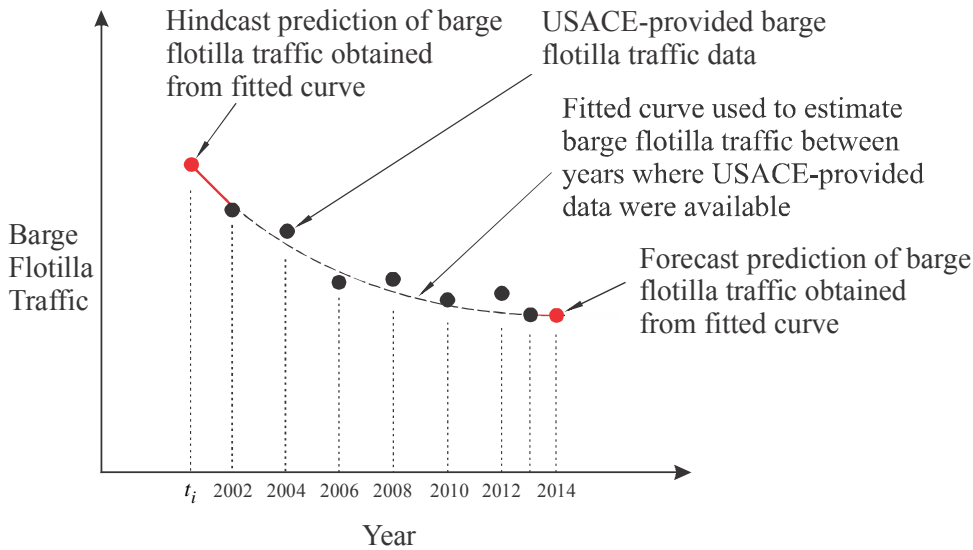 Hindcast prediction of barge
flotilla traffic obtained
from fitted curve
USACE-provided barge
flotilla traffic data
Fitted curve used to estimate
barge flotilla traffic between
years where USACE-provided
data were available
Barge
Flotilla
Traffic
Forecast prediction of barge
flotilla traffic obtained
from fitted curve
t_i 2002 2004 2006 2008 2010 2012 2014
Year